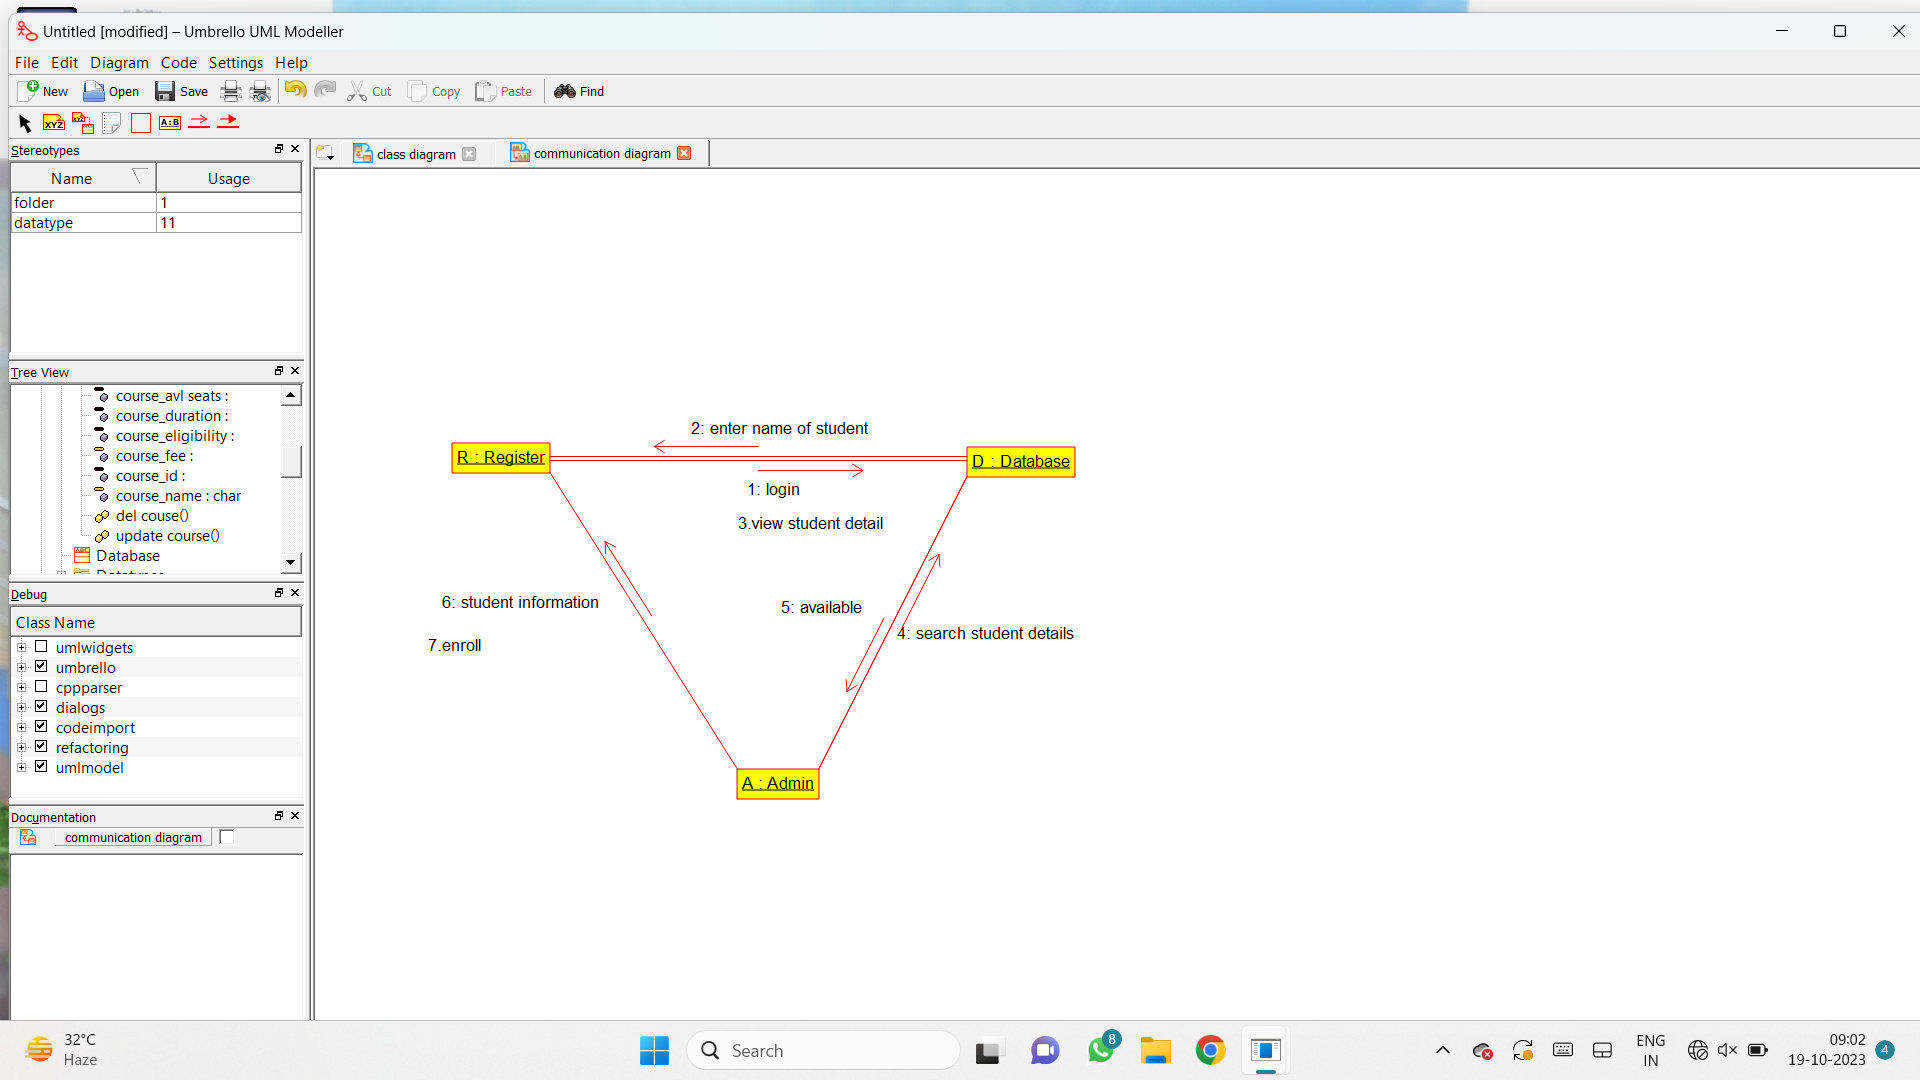 Untitled [modified] – Umbrello UML Modeller
File Edit Diagram Code Settings Help
New Open Save Cut Copy Paste Find
XYZ XYZ A:B
Stereotypes
Name Usage
folder 1
datatype 11
class diagram communication diagram
Tree View
course_avl seats :
course_duration :
course_eligibility :
course_fee :
course_id :
course_name : char
del couse()
update course()
Database
Debug
Class Name
umlwidgets
umbrello
cppparser
dialogs
codeimport
refactoring
umlmodel
Documentation
communication diagram
2: enter name of student
R : Register
D : Database
1: login
3.view student detail
6: student information
5: available
4: search student details
7.enroll
A : Admin
32°C
Haze
Search
8
ENG
IN
09:02
19-10-2023
4